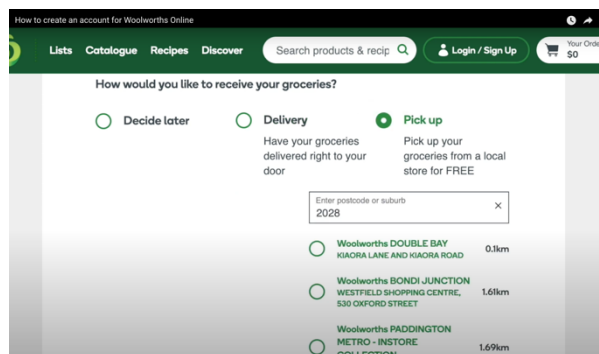 How to create an account for Woolworths Online
Lists Catalogue Recipes Discover Search products & recip Login / Sign Up Your Orde
$0
How would you like to receive your groceries?
Decide later
Delivery
Have your groceries
delivered right to your
door
Pick up
Pick up your
groceries from a local
store for FREE
Enter postcode or suburb
2028
Woolworths DOUBLE BAY
KIAORA LANE AND KIAORA ROAD
0.1km
Woolworths BONDI JUNCTION
WESTFIELD SHOPPING CENTRE,
530 OXFORD STREET
1.61km
Woolworths PADDINGTON
METRO - INSTORE
COLLECTION
1.69km